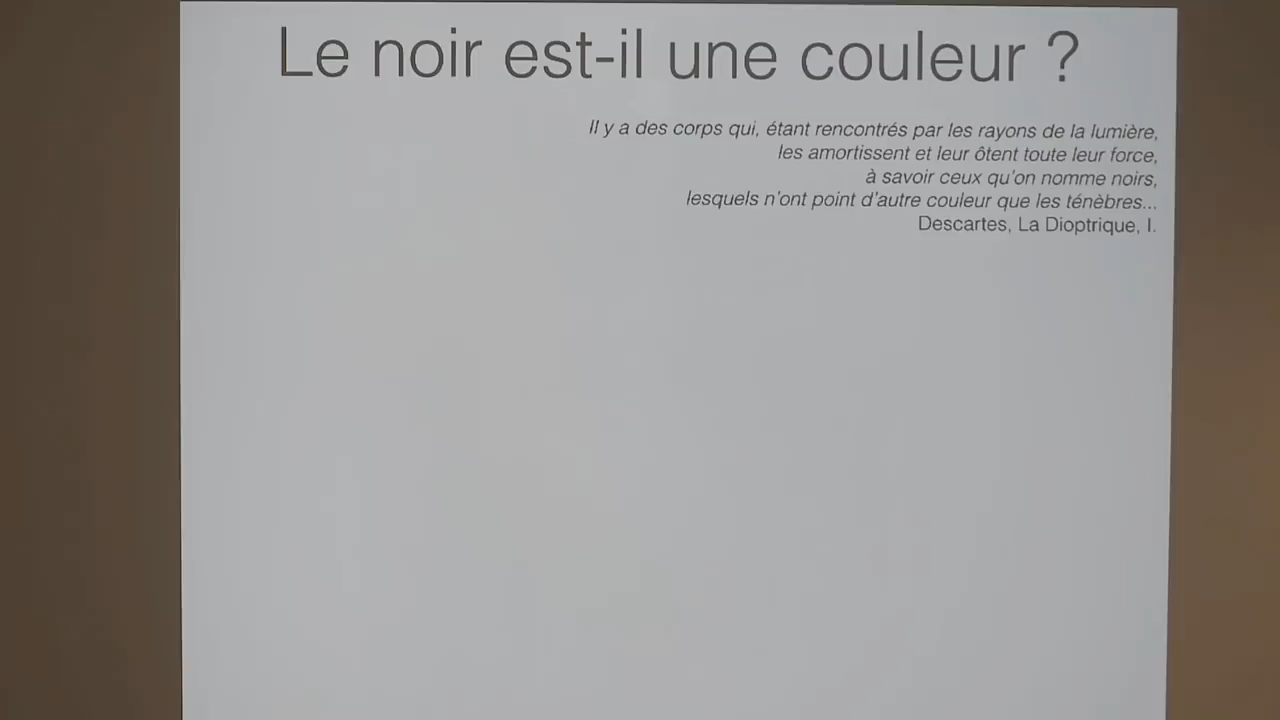 Le noir est-il une couleur ?
Il y a des corps qui, étant rencontrés par les rayons de la lumière,
les amortissent et leur ôtent toute leur force,
à savoir ceux qu'on nomme noirs,
lesquels n'ont point d'autre couleur que les ténèbres...
Descartes, La Dioptrique, I.